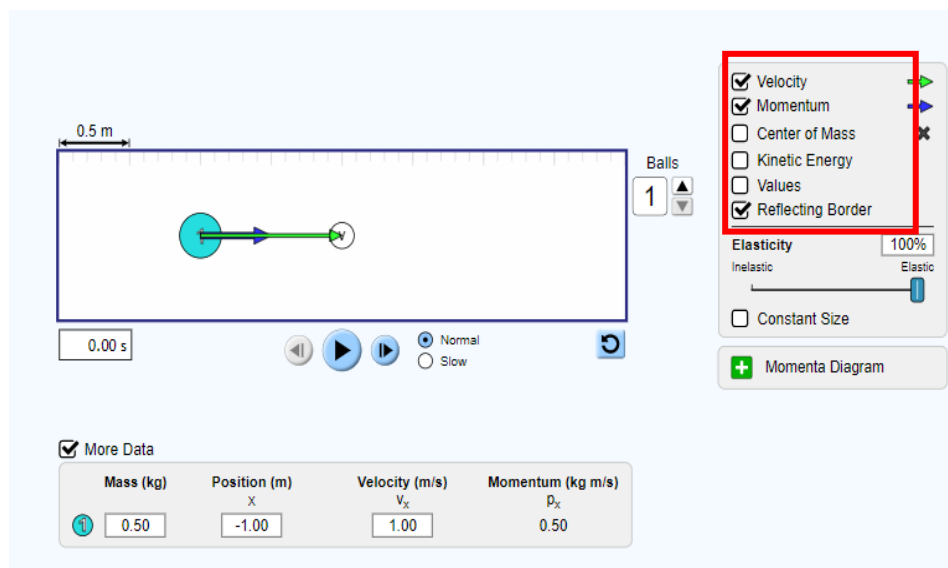 Velocity
Momentum
Center of Mass
Kinetic Energy
Values
Reflecting Border
Elasticity 100%
Inelastic Elastic
Constant Size
Momenta Diagram
0.5 m
Balls
1
1 v
0.00 s
Normal
Slow
More Data
Mass (kg) Position (m) Velocity (m/s) Momentum (kg m/s)
x vx px
1 0.50 -1.00 1.00 0.50